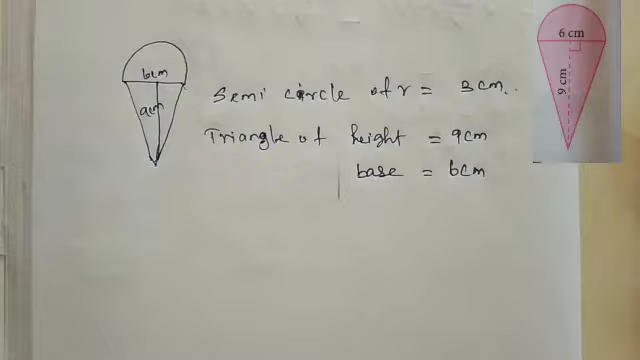 6cm
9cm
Semi circle of r = 3cm.
Triangle of height = 9cm
base = 6cm
6 cm
9 cm